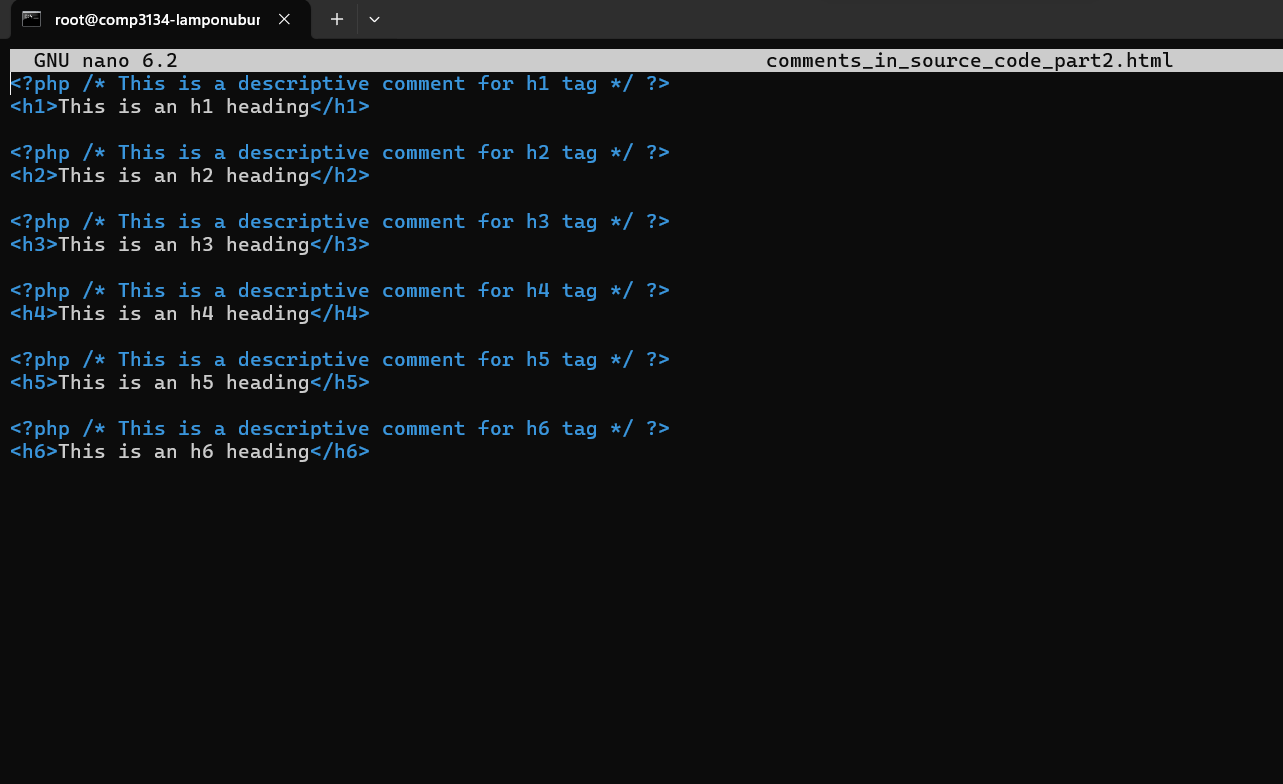 root@comp3134-lamponubur
GNU nano 6.2 comments_in_source_code_part2.html
<?php /* This is a descriptive comment for h1 tag */ ?>
<h1>This is an h1 heading</h1>
<?php /* This is a descriptive comment for h2 tag */ ?>
<h2>This is an h2 heading</h2>
<?php /* This is a descriptive comment for h3 tag */ ?>
<h3>This is an h3 heading</h3>
<?php /* This is a descriptive comment for h4 tag */ ?>
<h4>This is an h4 heading</h4>
<?php /* This is a descriptive comment for h5 tag */ ?>
<h5>This is an h5 heading</h5>
<?php /* This is a descriptive comment for h6 tag */ ?>
<h6>This is an h6 heading</h6>